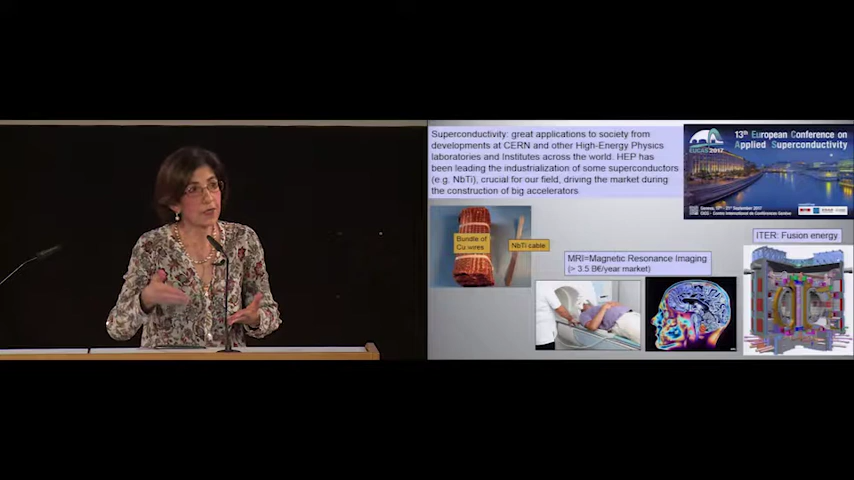 Superconductivity: great applications to society from
developments at CERN and other High-Energy Physics
laboratories and Institutes across the world. HEP has
been leading the industrialization of some superconductors
(e.g. NbTi), crucial for our field, driving the market during
the construction of big accelerators
EUCAS 2017
13th European Conference on
Applied Superconductivity
Bundle of
Cu wires
NbTi cable
MRI=Magnetic Resonance Imaging
(> 3.5 B€/year market)
ITER: Fusion energy